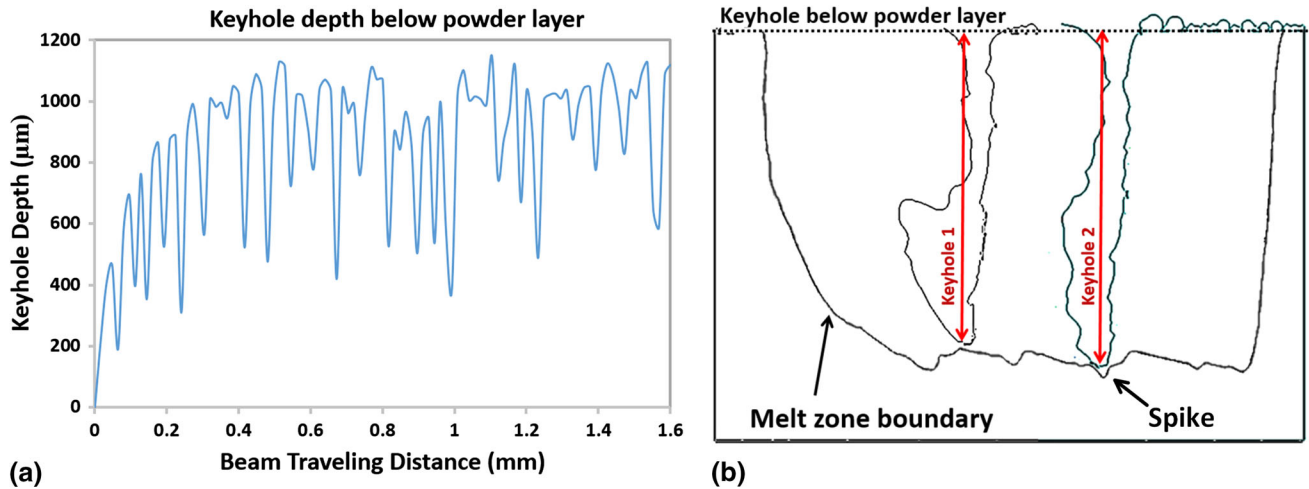 Keyhole depth below powder layer
1200
1000
800
600
400
200
0
Keyhole Depth (µm)
0 0.2 0.4 0.6 0.8 1 1.2 1.4 1.6
Beam Traveling Distance (mm)
(a)
Keyhole below powder layer
Keyhole 1
Keyhole 2
Melt zone boundary
Spike
(b)